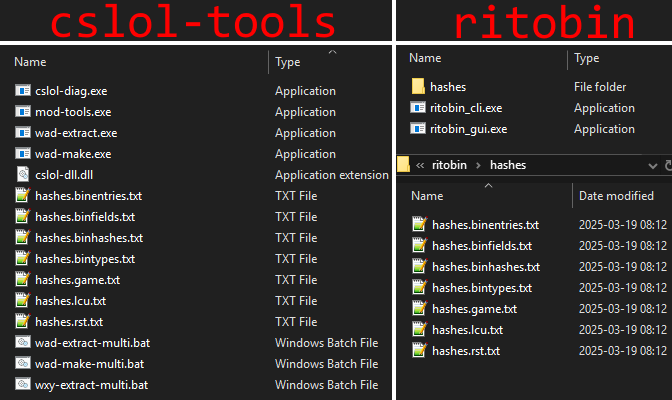 cslol-tools
Name Type
cslol-diag.exe Application
mod-tools.exe Application
wad-extract.exe Application
wad-make.exe Application
cslol-dll.dll Application extension
hashes.binentries.txt TXT File
hashes.binfields.txt TXT File
hashes.binhashes.txt TXT File
hashes.bintypes.txt TXT File
hashes.game.txt TXT File
hashes.lcu.txt TXT File
hashes.rst.txt TXT File
wad-extract-multi.bat Windows Batch File
wad-make-multi.bat Windows Batch File
wxy-extract-multi.bat Windows Batch File
ritobin
Name Type
hashes File folder
ritobin_cli.exe Application
ritobin_gui.exe Application
« ritobin › hashes
Name Date modified
hashes.binentries.txt 2025-03-19 08:12
hashes.binfields.txt 2025-03-19 08:12
hashes.binhashes.txt 2025-03-19 08:12
hashes.bintypes.txt 2025-03-19 08:12
hashes.game.txt 2025-03-19 08:12
hashes.lcu.txt 2025-03-19 08:12
hashes.rst.txt 2025-03-19 08:12